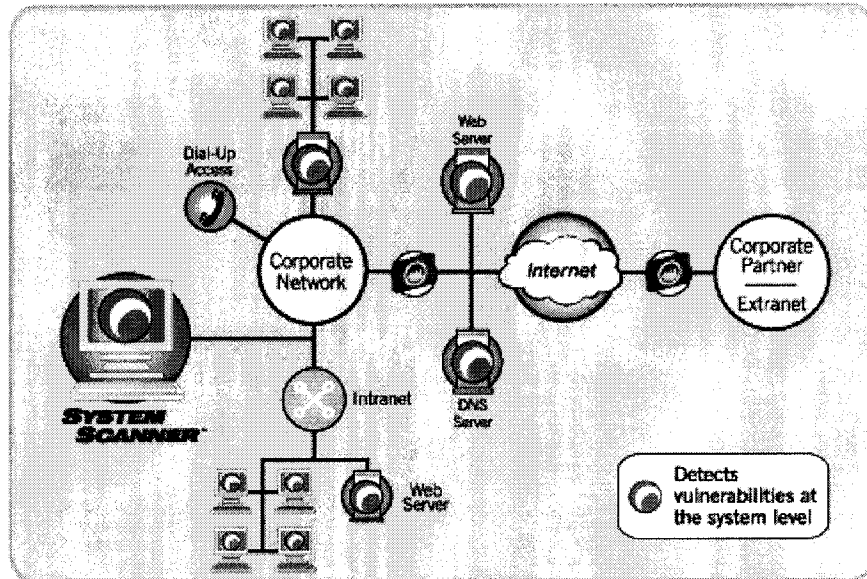 Web
Server
Dial-Up
Access
Corporate
Network
Internet
Corporate
Partner
Extranet
SYSTEM
SCANNER™
Intranet
DNS
Server
Web
Server
Detects
vulnerabilities at
the system level